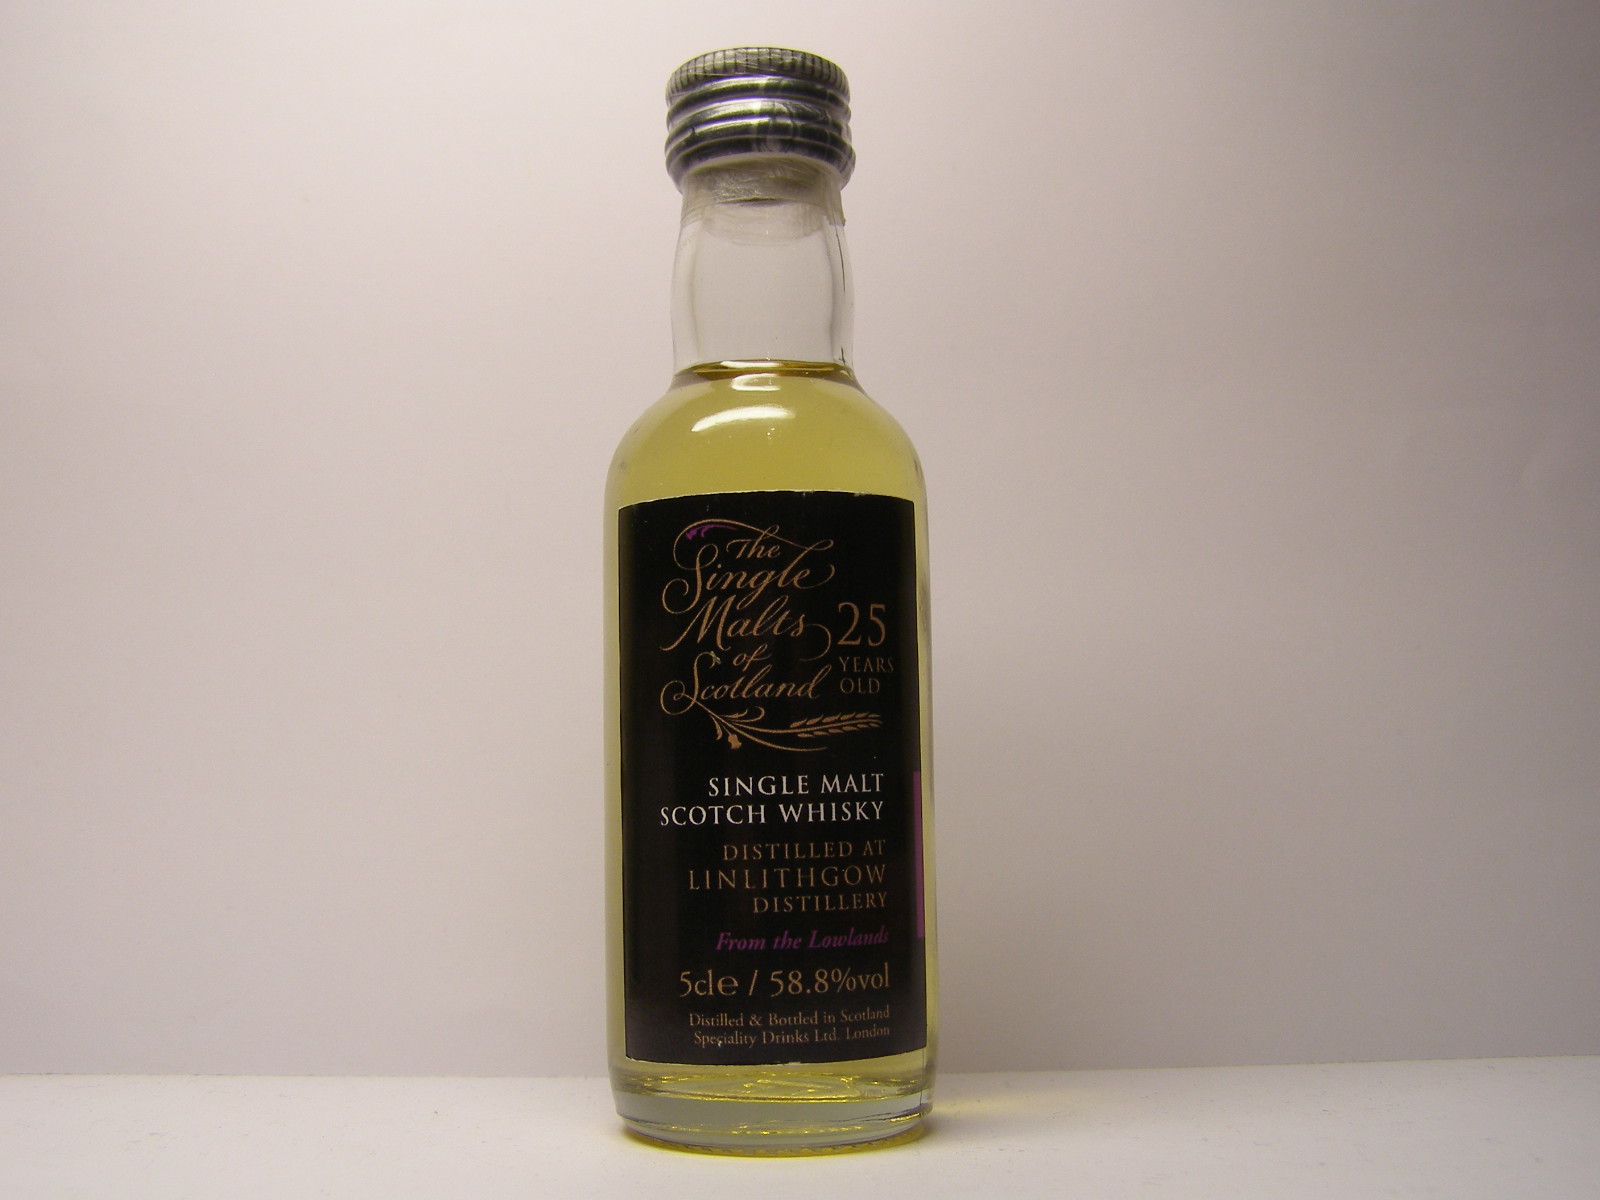 The
Single
Malts
of
Scotland
25
YEARS
OLD
SINGLE MALT
SCOTCH WHISKY
DISTILLED AT
LINLITHGOW
DISTILLERY
From the Lowlands
5cl℮ / 58.8%vol
Distilled & Bottled in Scotland
Speciality Drinks Ltd. London